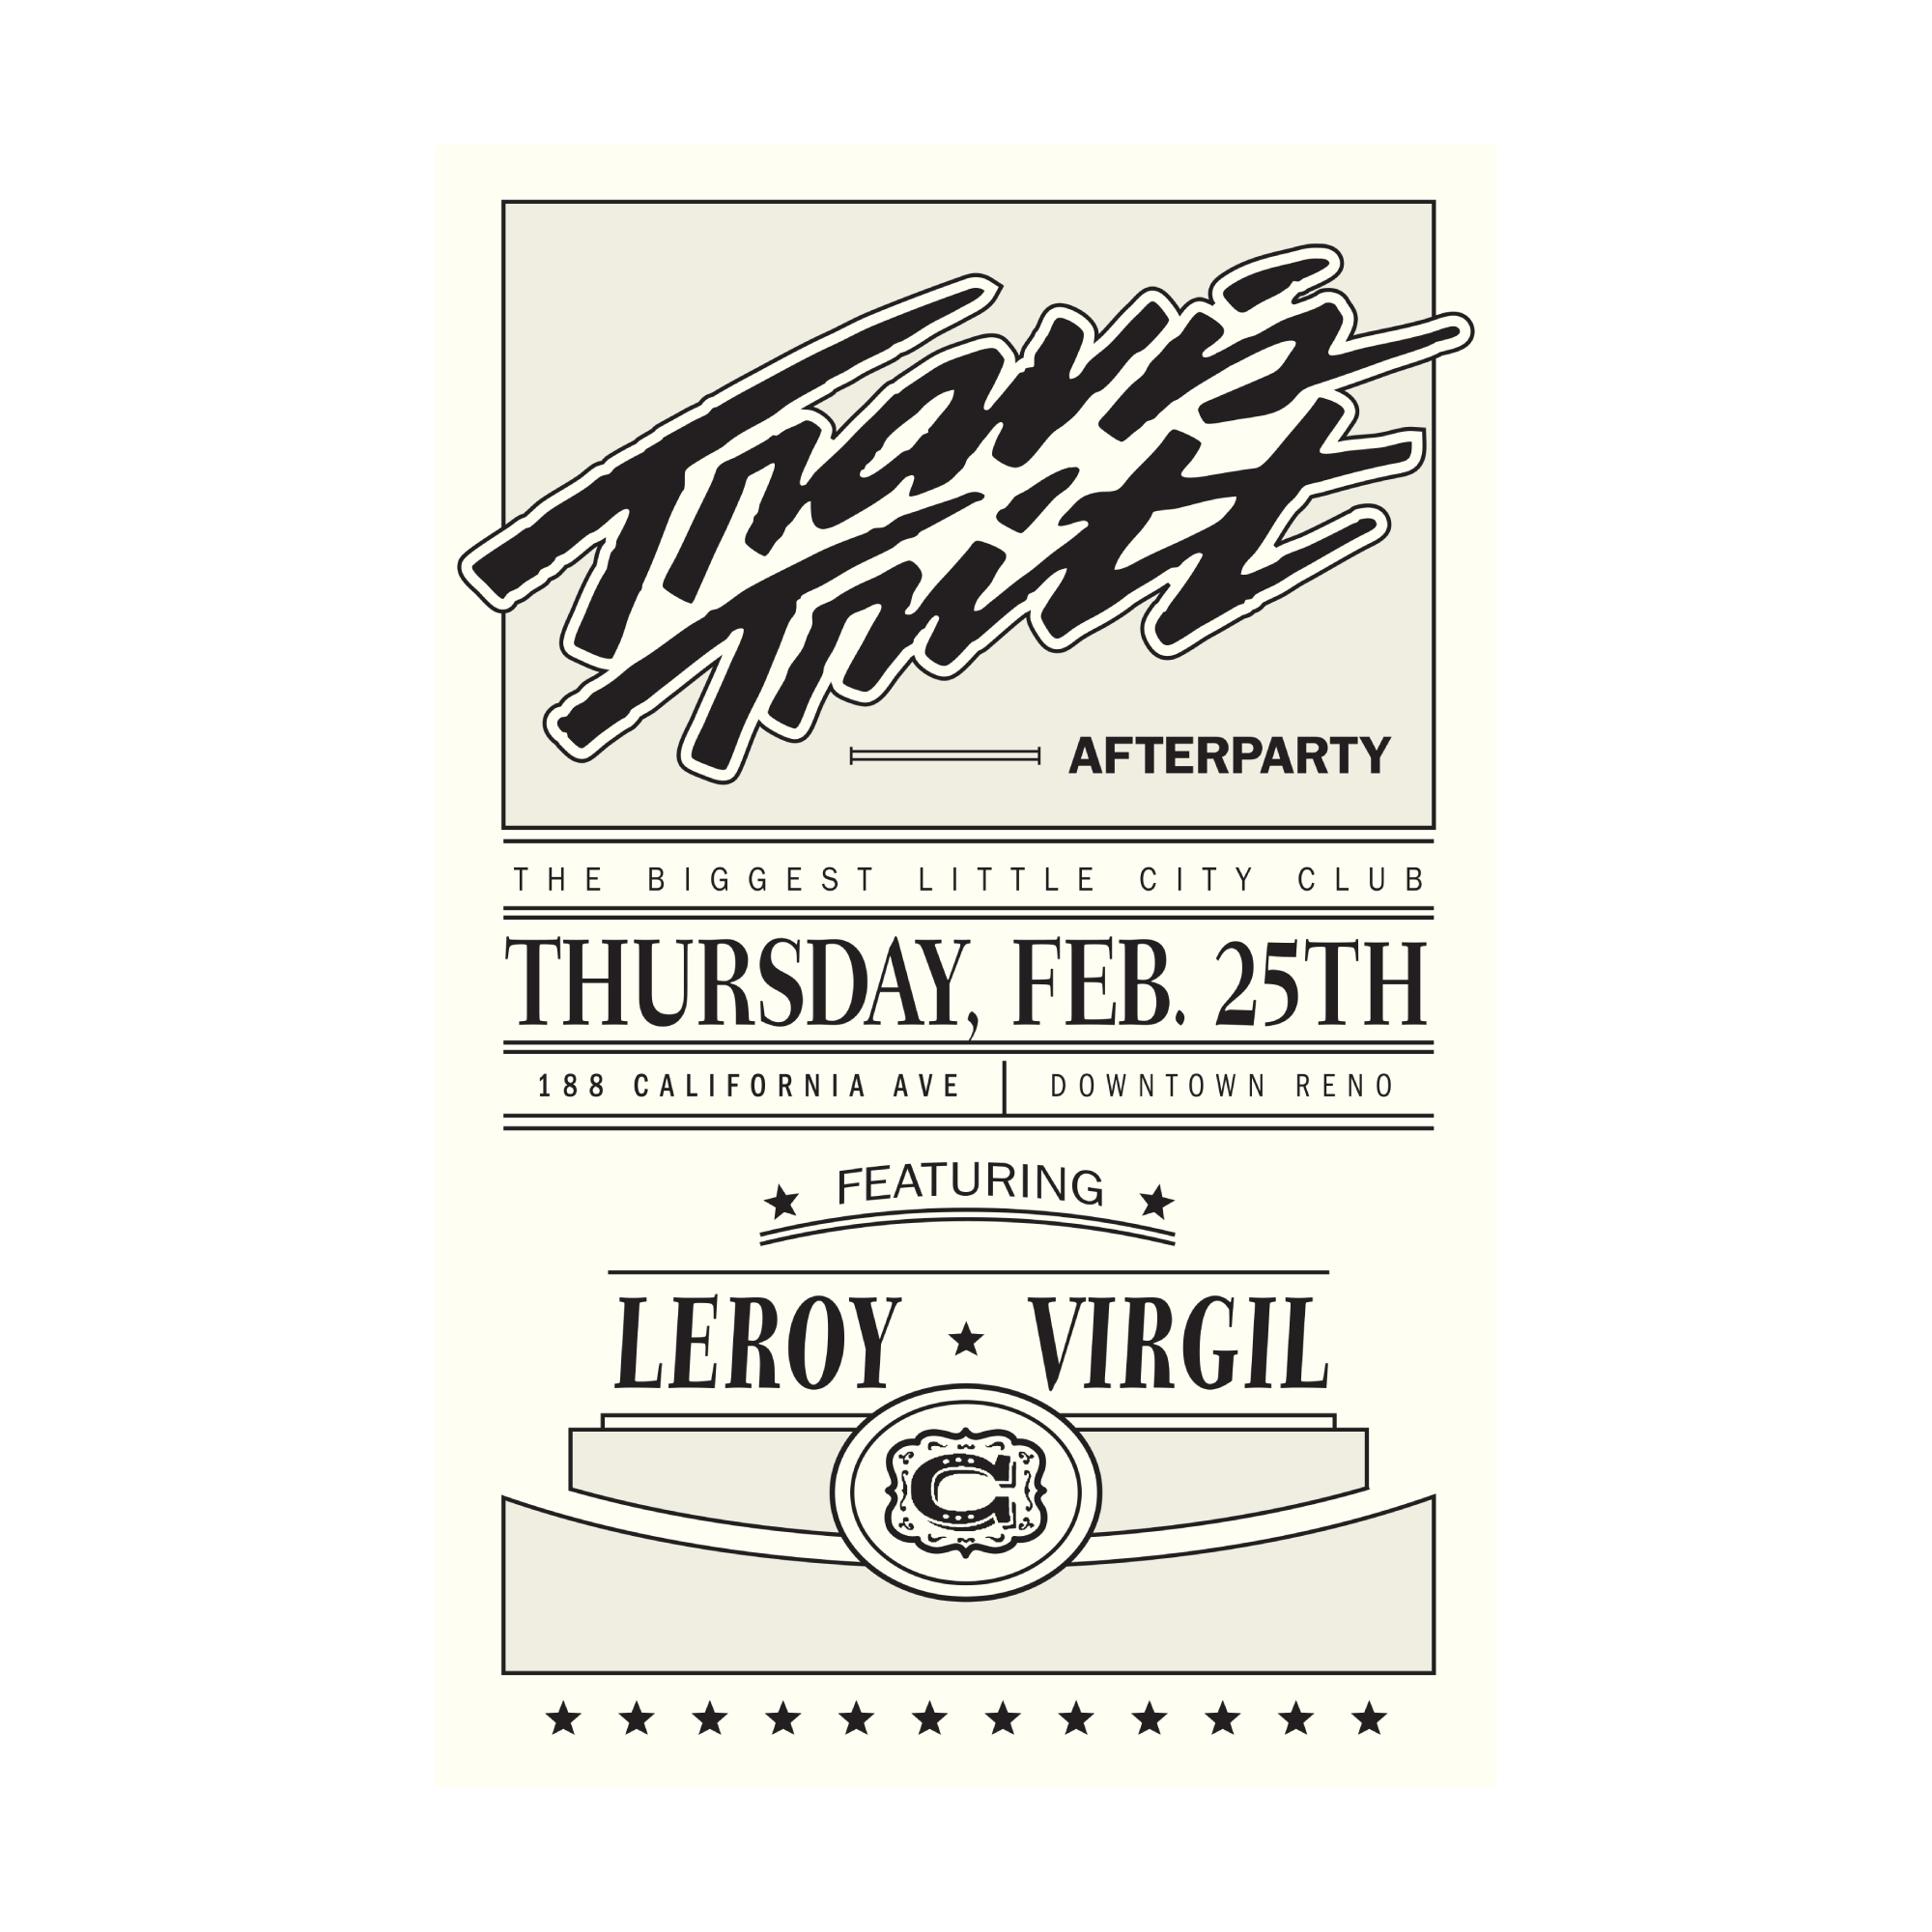 Travis
Tritt
AFTERPARTY
THE BIGGEST LITTLE CITY CLUB
THURSDAY, FEB. 25TH
188 CALIFORNIA AVE | DOWNTOWN RENO
FEATURING
LEROY VIRGIL
C